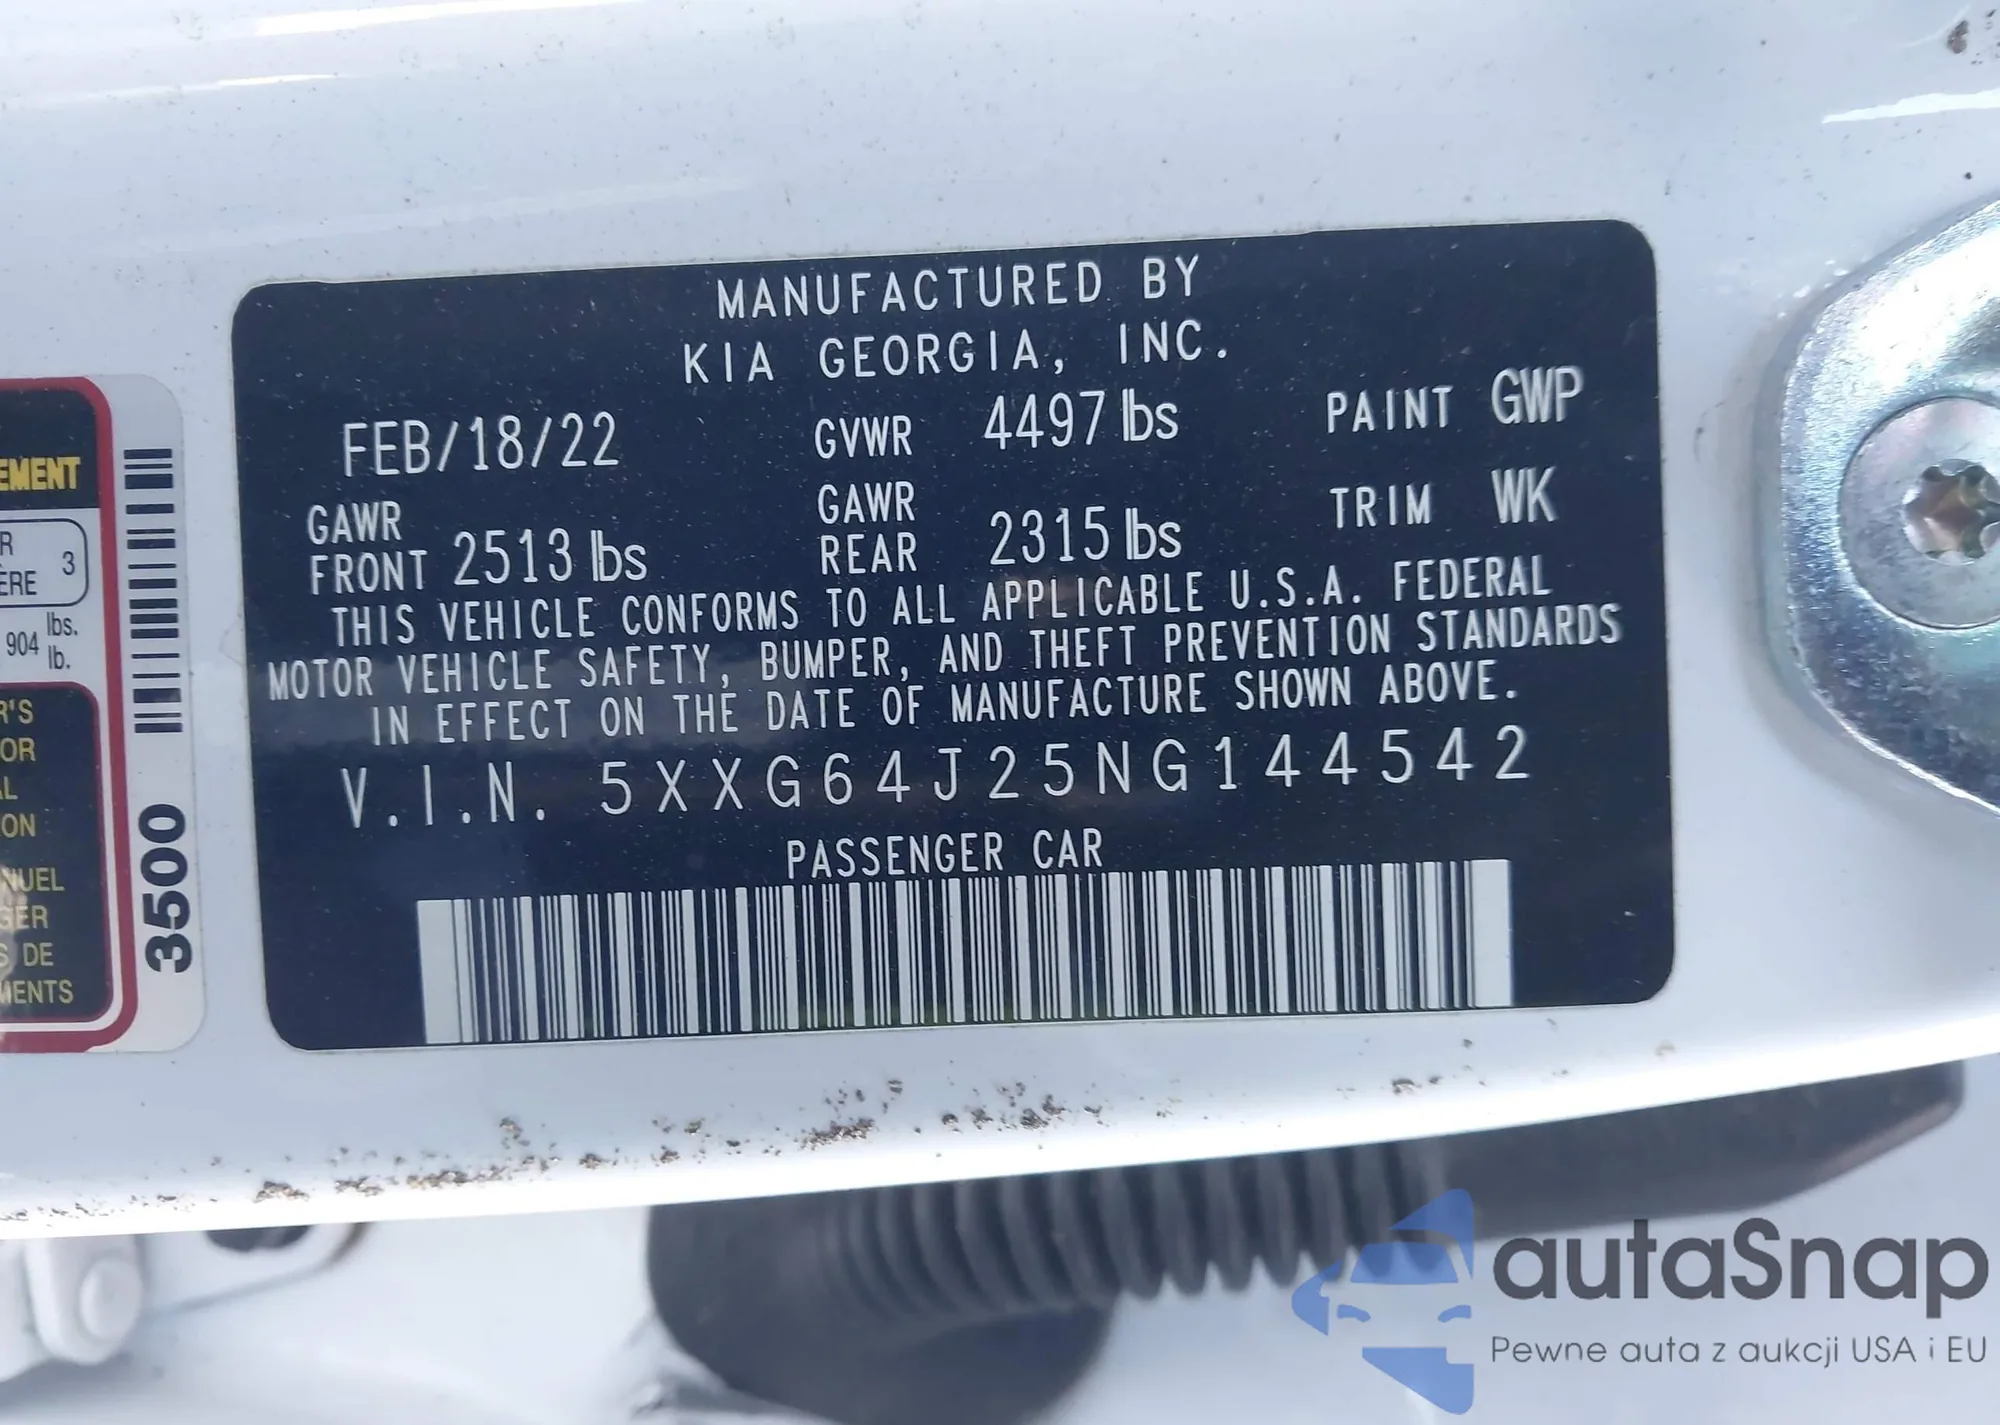 MANUFACTURED BY
KIA GEORGIA, INC.
FEB/18/22 GVWR 4497 lbs PAINT GWP
GAWR FRONT 2513 lbs GAWR REAR 2315 lbs TRIM WK
THIS VEHICLE CONFORMS TO ALL APPLICABLE U.S.A. FEDERAL
MOTOR VEHICLE SAFETY, BUMPER, AND THEFT PREVENTION STANDARDS
IN EFFECT ON THE DATE OF MANUFACTURE SHOWN ABOVE.
V.I.N. 5XXG64J25NG144542
PASSENGER CAR
3
904 lbs.
lb.
DE
3500
autaSnap
Pewne auta z aukcji USA i EU